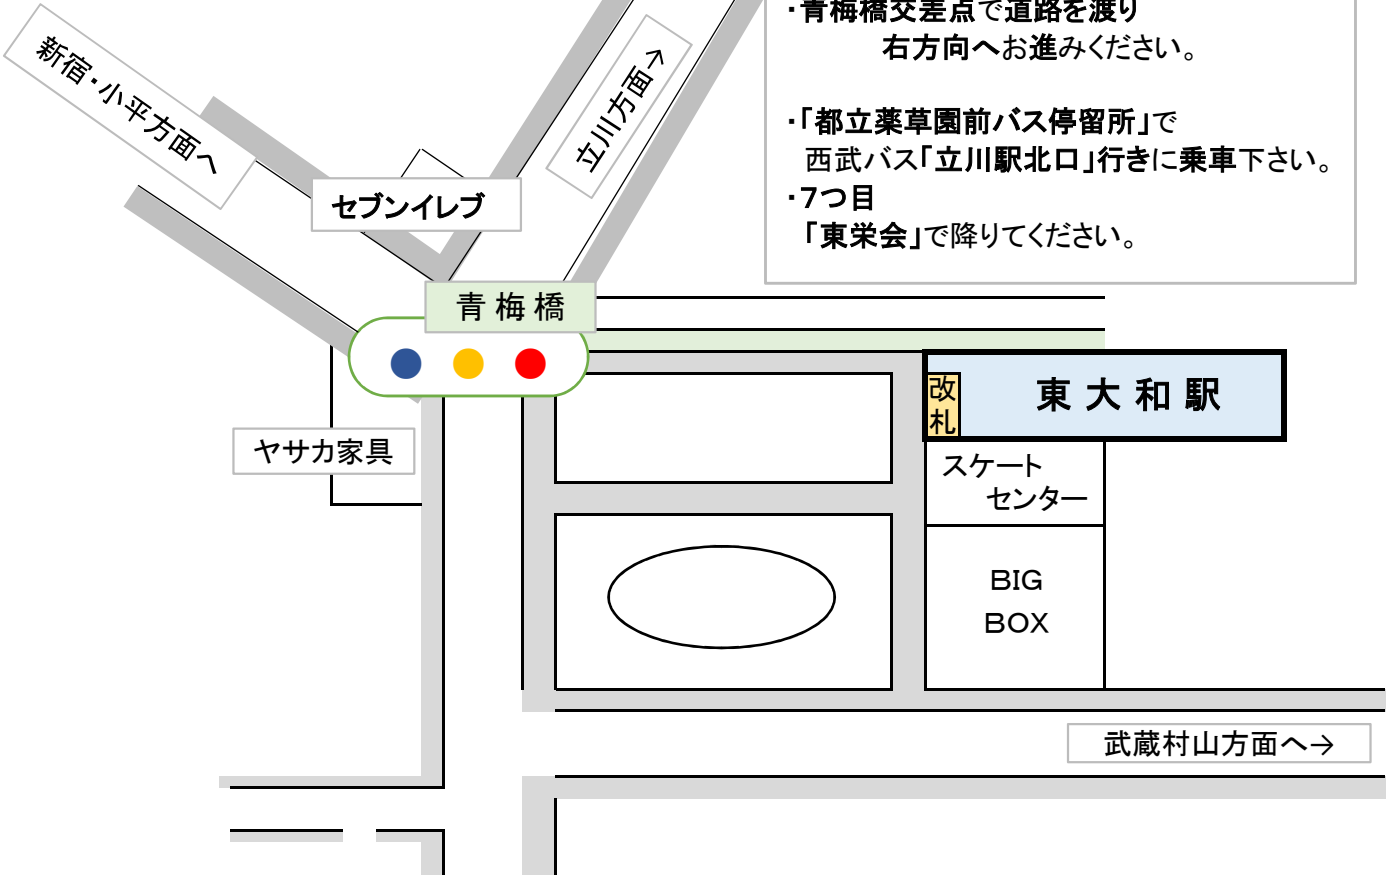 ・青梅橋交差点で道路を渡り
右方向へお進みください。
・「都立薬草園前バス停留所」で
西武バス「立川駅北口」行きに乗車下さい。
・７つ目
「東栄会」で降りてください。
新宿・小平方面へ
立川方面→
セブンイレブ
青梅橋
改札
東大和駅
ヤサカ家具
スケート
センター
BIG
BOX
武蔵村山方面へ→